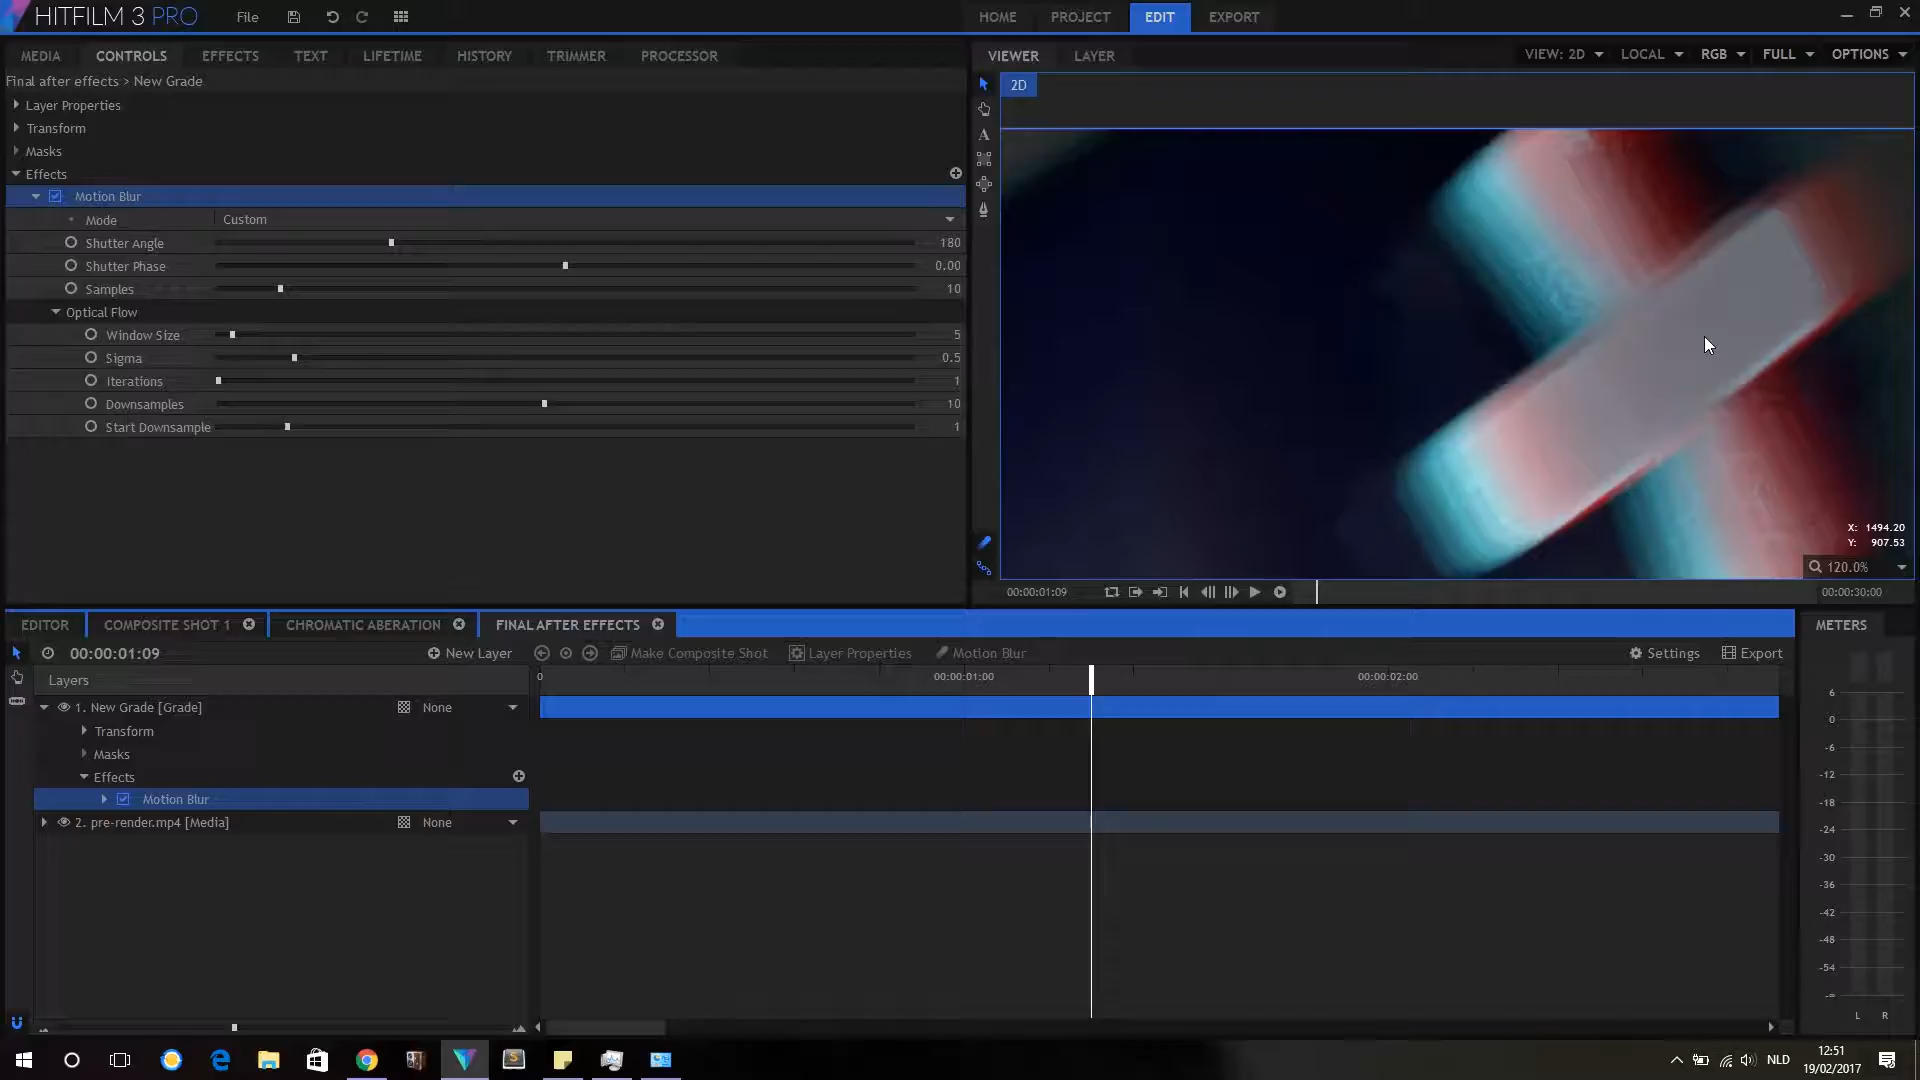 HITFILM 3 PRO File HOME PROJECT EDIT EXPORT
MEDIA CONTROLS EFFECTS TEXT LIFETIME HISTORY TRIMMER PROCESSOR
VIEWER LAYER VIEW: 2D LOCAL RGB FULL OPTIONS
Final after effects > New Grade
2D
Layer Properties
Transform
Masks
Effects
Motion Blur
Mode Custom
Shutter Angle 180
Shutter Phase 0.00
Samples 10
Optical Flow
Window Size 5
Sigma 0.5
Iterations 1
Downsamples 10
Start Downsample 1
A
X: 1494.20
Y: 907.53
120.0%
00:00:01:09 00:00:30:00
EDITOR COMPOSITE SHOT 1 CHROMATIC ABERATION FINAL AFTER EFFECTS METERS
00:00:01:09 New Layer Make Composite Shot Layer Properties Motion Blur Settings Export
Layers 0 00:00:01:00 00:00:02:00
1. New Grade [Grade] None
Transform
Masks
Effects
Motion Blur
2. pre-render.mp4 [Media] None
6
0
-6
-12
-18
-24
-30
-36
-42
-48
-54
-∞
L R
NLD
12:51
19/02/2017